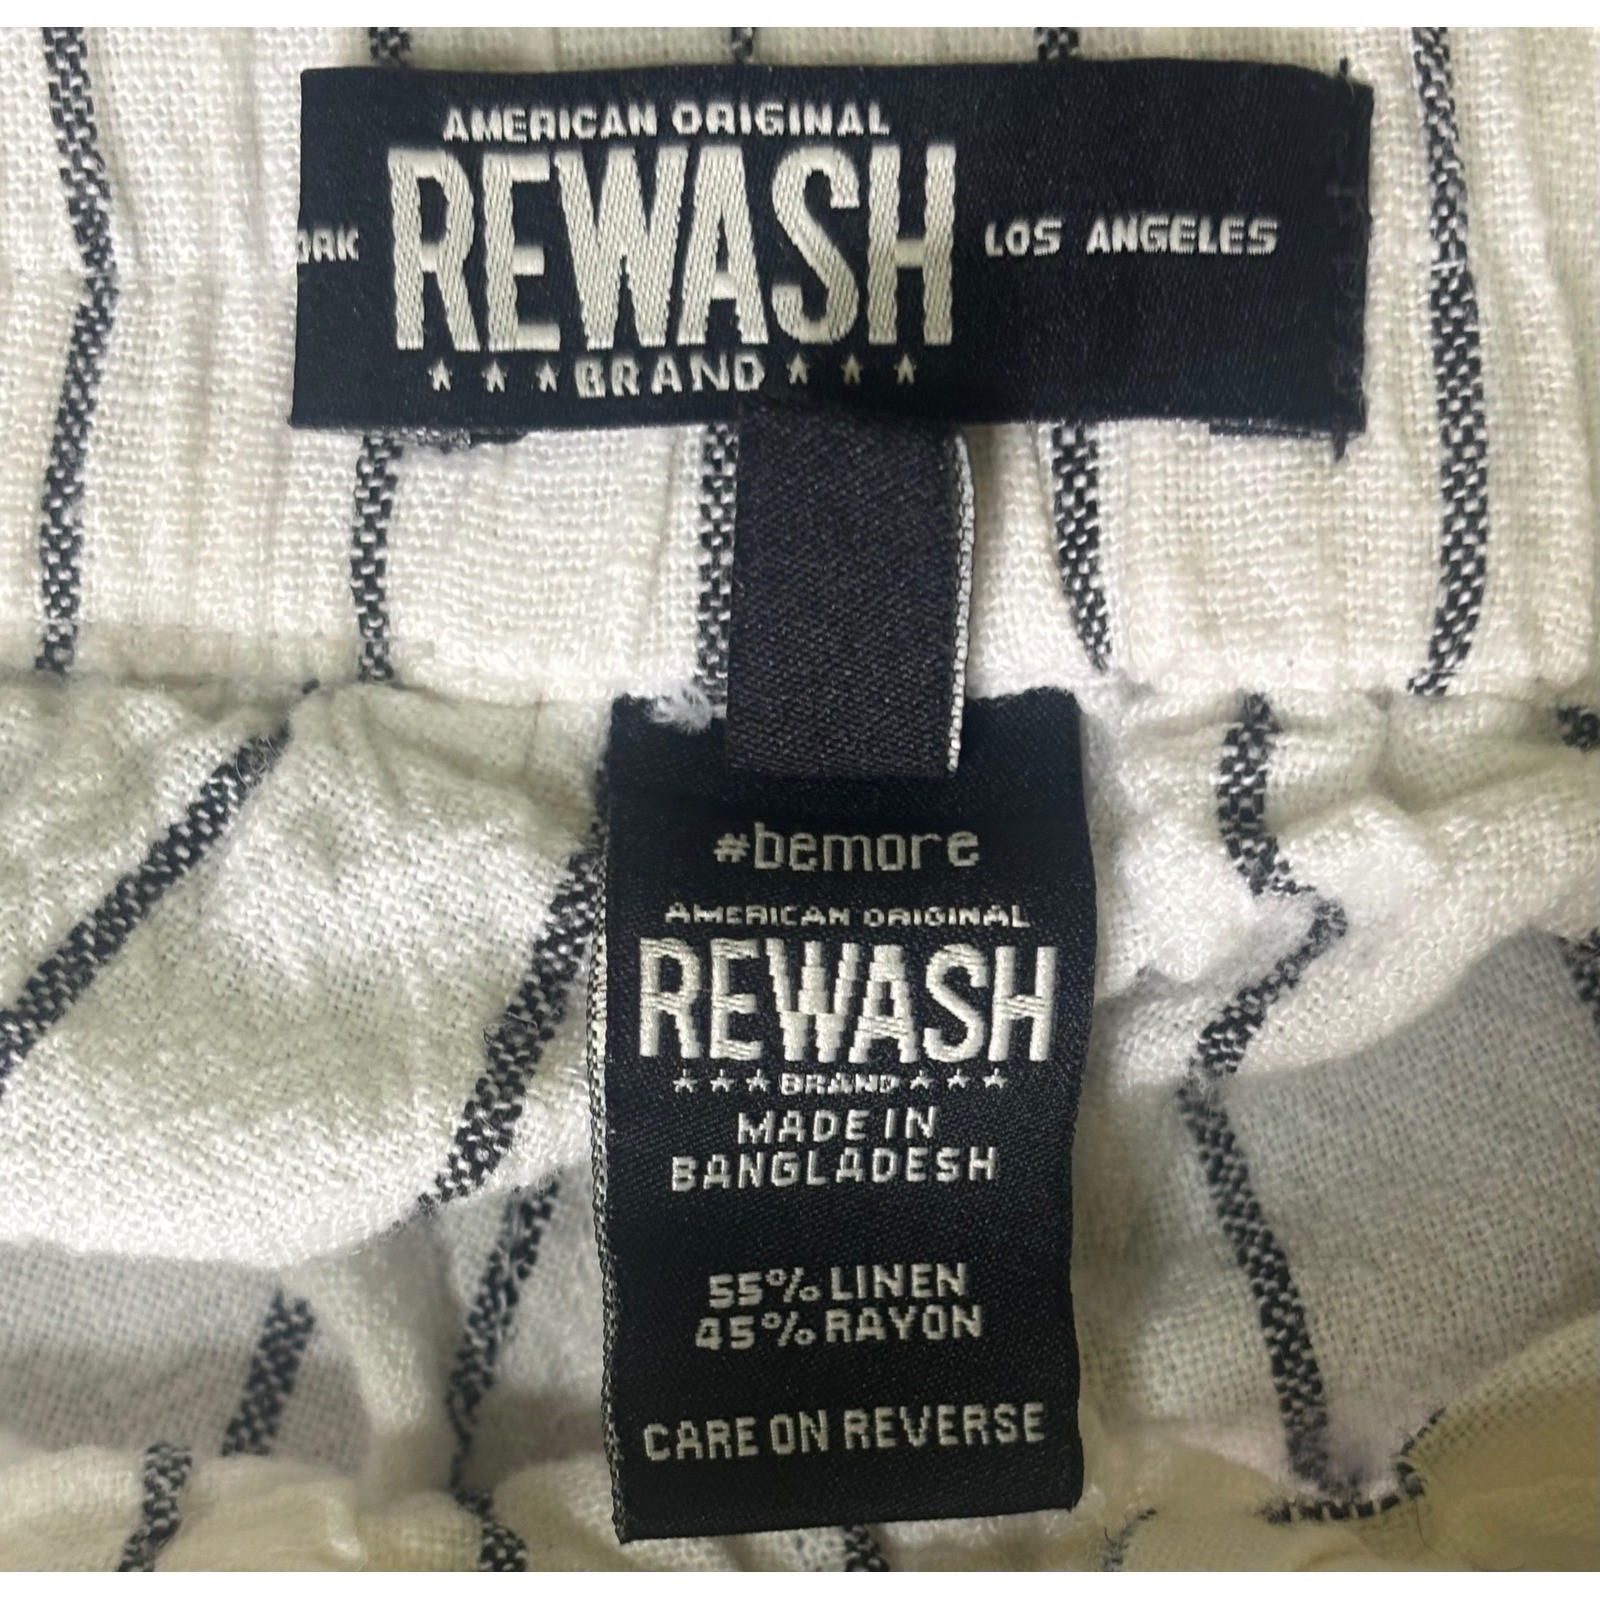 AMERICAN ORIGINAL
REWASH
LOS ANGELES
★ ★ ★ BRAND ★ ★ ★
#bemore
AMERICAN ORIGINAL
REWASH
★ ★ ★ BRAND ★ ★ ★
MADE IN
BANGLADESH
55% LINEN
45% RAYON
CARE ON REVERSE